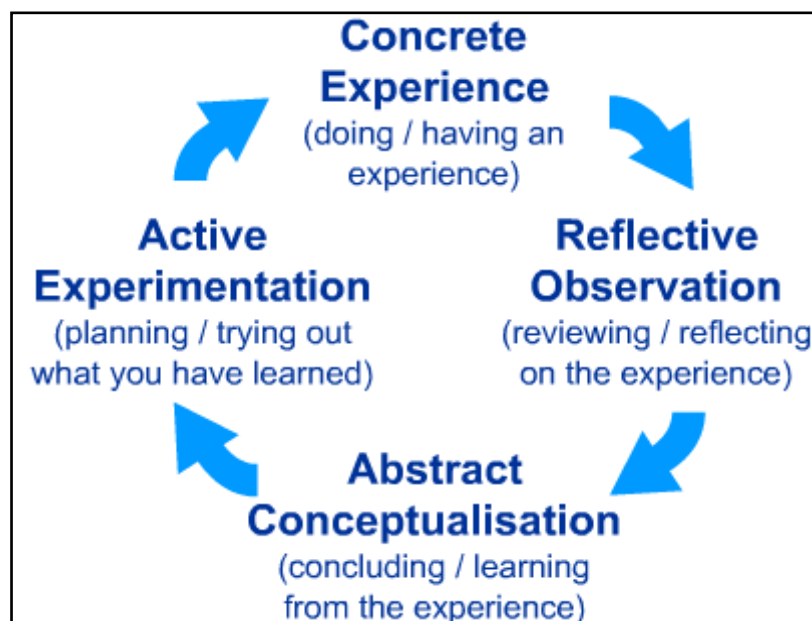 Concrete
Experience
(doing / having an
experience)
Reflective
Observation
(reviewing / reflecting
on the experience)
Abstract
Conceptualisation
(concluding / learning
from the experience)
Active
Experimentation
(planning / trying out
what you have learned)